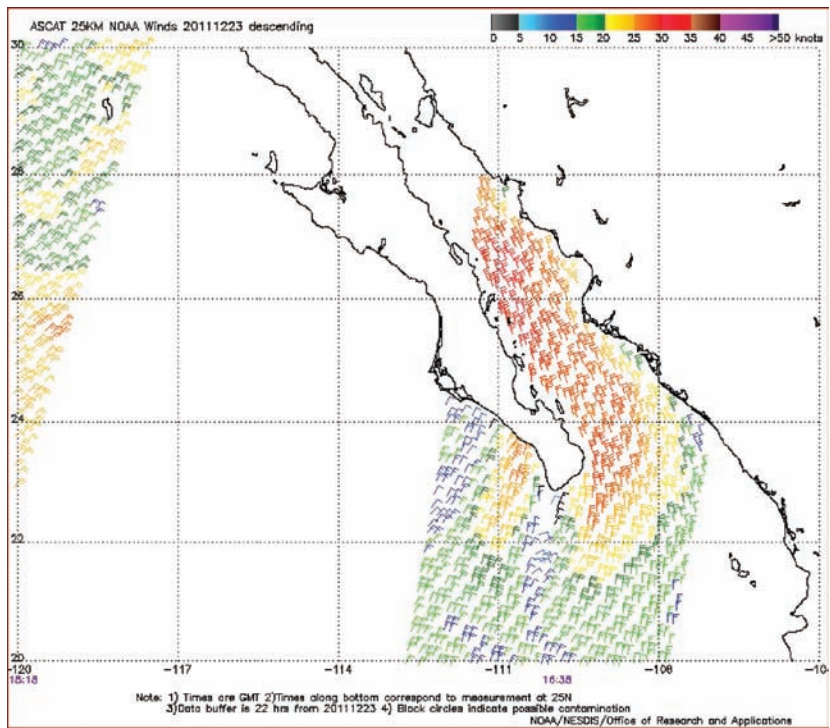 ASCAT 25KM NOAA Winds 20111223 descending
0 5 10 15 20 25 30 35 40 45 >50 knots
30
28
26
24
22
20
-120 -117 -114 -111 -108 -10
18:18 16:38
Note: 1) Times are GMT 2)Times along bottom correspond to measurement at 25N
3)Data buffer is 22 hrs from 20111223 4) Black circles indicate possible contamination
NOAA/NESDIS/Office of Research and Applications